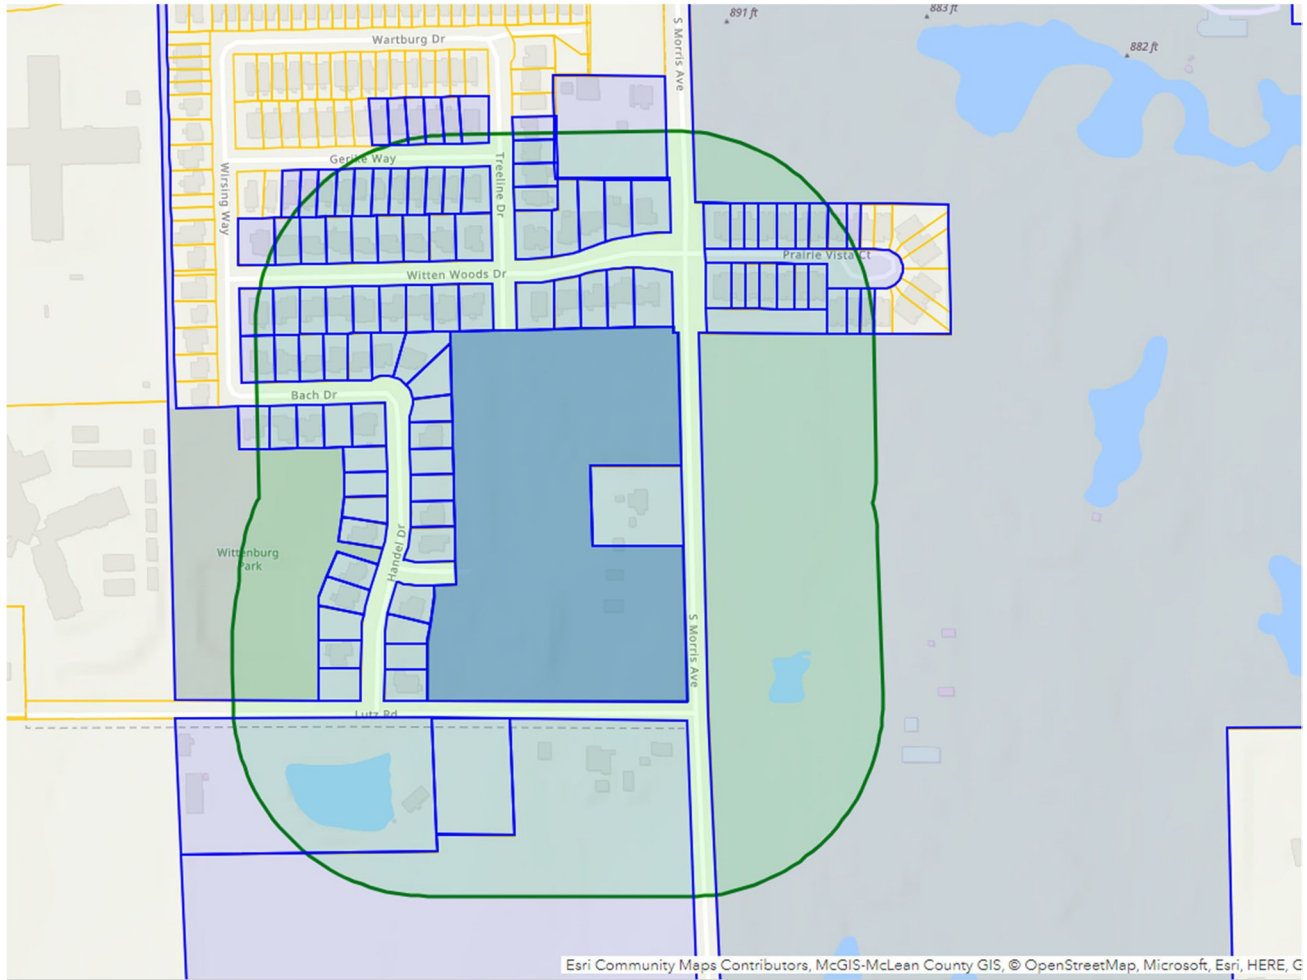 891 ft
883 ft
S Morris Ave
Wartburg Dr
882 ft
Gerike Way
Wirsing Way
Treeline Dr
Prairie Vista Ct
Witten Woods Dr
Bach Dr
Handel Dr
Wittenburg
Park
S Morris Ave
Lutz Rd
Esri Community Maps Contributors, McGIS-McLean County GIS, © OpenStreetMap, Microsoft, Esri, HERE, G